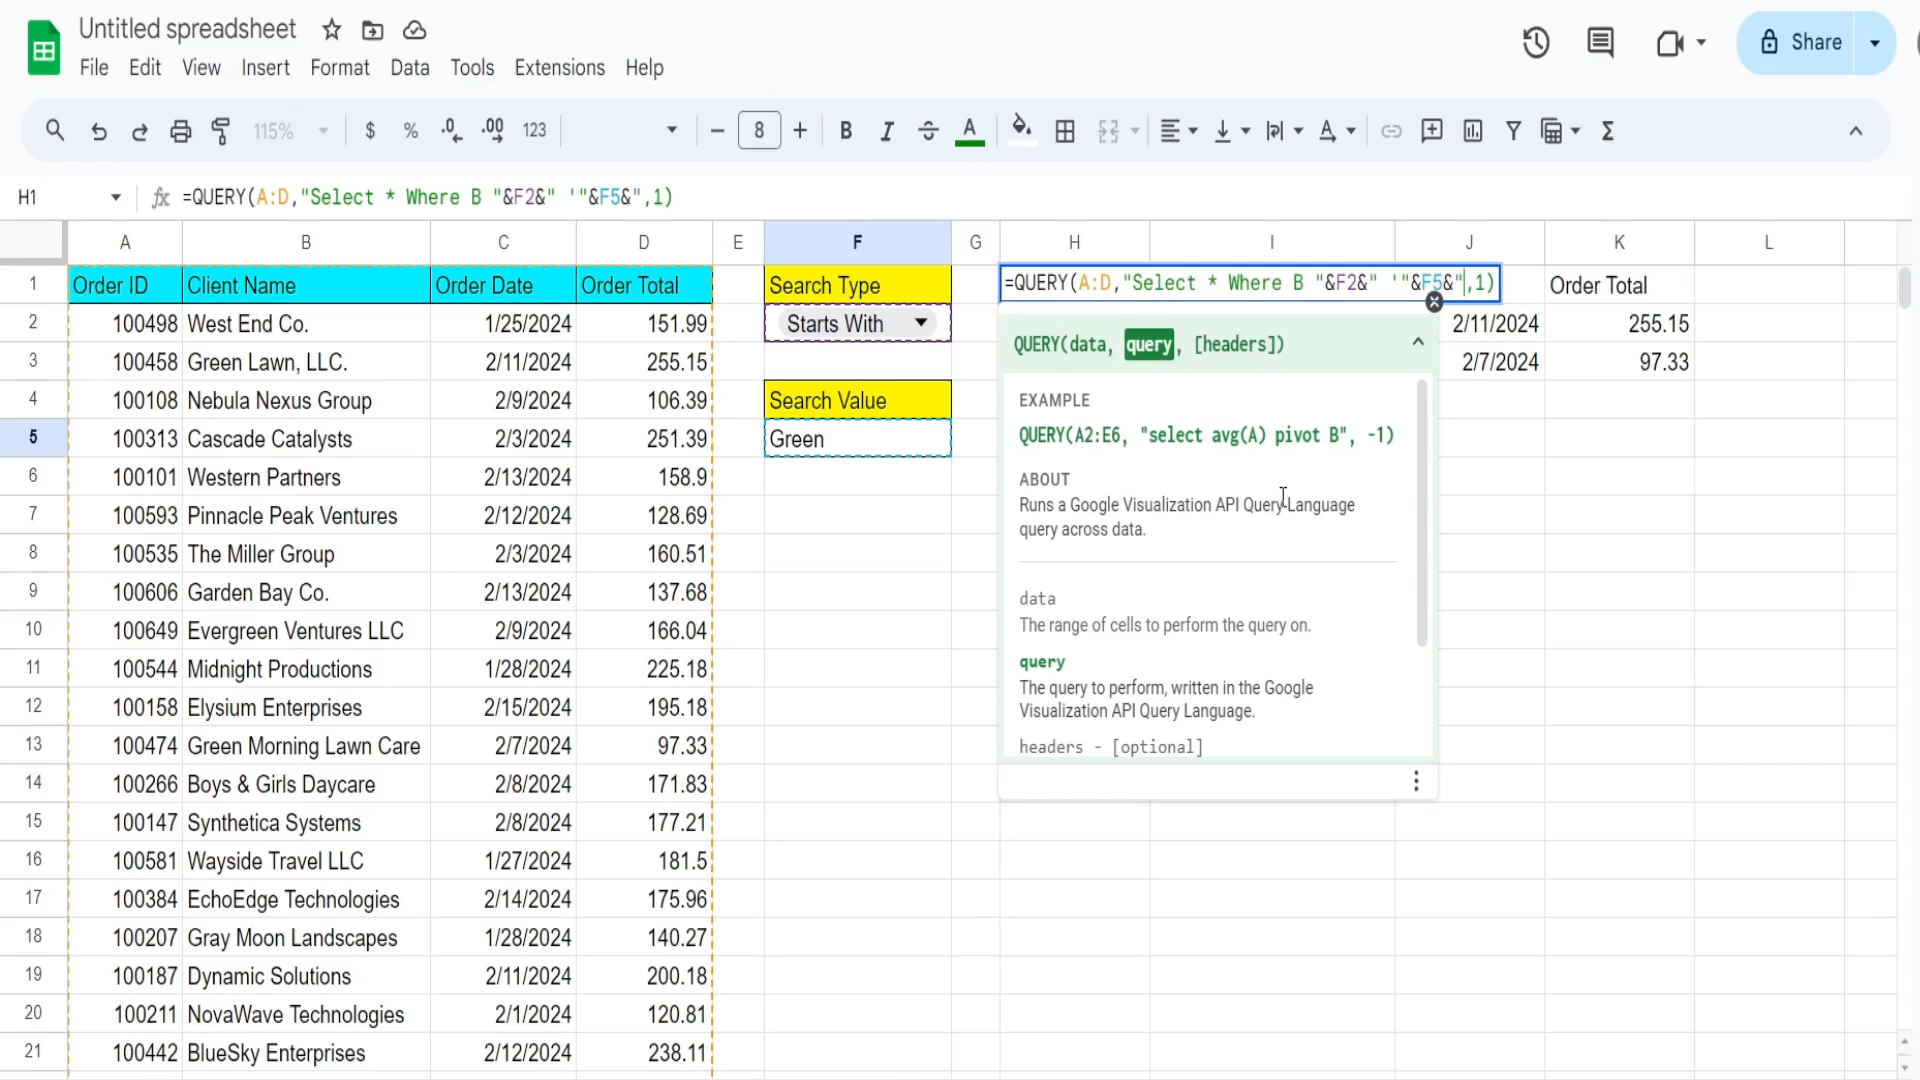 Untitled spreadsheet
File Edit View Insert Format Data Tools Extensions Help
Share
115% $ % .0 .00 123 8 B I A Σ
H1 fx =QUERY(A:D,"Select * Where B "&F2&" '"&F5&",1)
A B C D E F G H I J K L
1 Order ID Client Name Order Date Order Total Search Type =QUERY(A:D,"Select * Where B "&F2&" '"&F5&",1) Order Total
2 100498 West End Co. 1/25/2024 151.99 Starts With 2/11/2024 255.15
3 100458 Green Lawn, LLC. 2/11/2024 255.15 QUERY(data, query, [headers]) 2/7/2024 97.33
4 100108 Nebula Nexus Group 2/9/2024 106.39 Search Value EXAMPLE
5 100313 Cascade Catalysts 2/3/2024 251.39 Green QUERY(A2:E6, "select avg(A) pivot B", -1)
6 100101 Western Partners 2/13/2024 158.9 ABOUT
7 100593 Pinnacle Peak Ventures 2/12/2024 128.69 Runs a Google Visualization API Query Language
query across data.
8 100535 The Miller Group 2/3/2024 160.51
9 100606 Garden Bay Co. 2/13/2024 137.68 data
10 100649 Evergreen Ventures LLC 2/9/2024 166.04 The range of cells to perform the query on.
11 100544 Midnight Productions 1/28/2024 225.18 query
12 100158 Elysium Enterprises 2/15/2024 195.18 The query to perform, written in the Google
Visualization API Query Language.
13 100474 Green Morning Lawn Care 2/7/2024 97.33 headers - [optional]
14 100266 Boys & Girls Daycare 2/8/2024 171.83
15 100147 Synthetica Systems 2/8/2024 177.21
16 100581 Wayside Travel LLC 1/27/2024 181.5
17 100384 EchoEdge Technologies 2/14/2024 175.96
18 100207 Gray Moon Landscapes 1/28/2024 140.27
19 100187 Dynamic Solutions 2/11/2024 200.18
20 100211 NovaWave Technologies 2/1/2024 120.81
21 100442 BlueSky Enterprises 2/12/2024 238.11